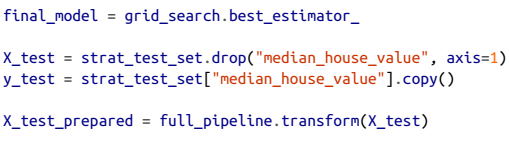 final_model = grid_search.best_estimator_
X_test = strat_test_set.drop("median_house_value", axis=1)
y_test = strat_test_set["median_house_value"].copy()
X_test_prepared = full_pipeline.transform(X_test)